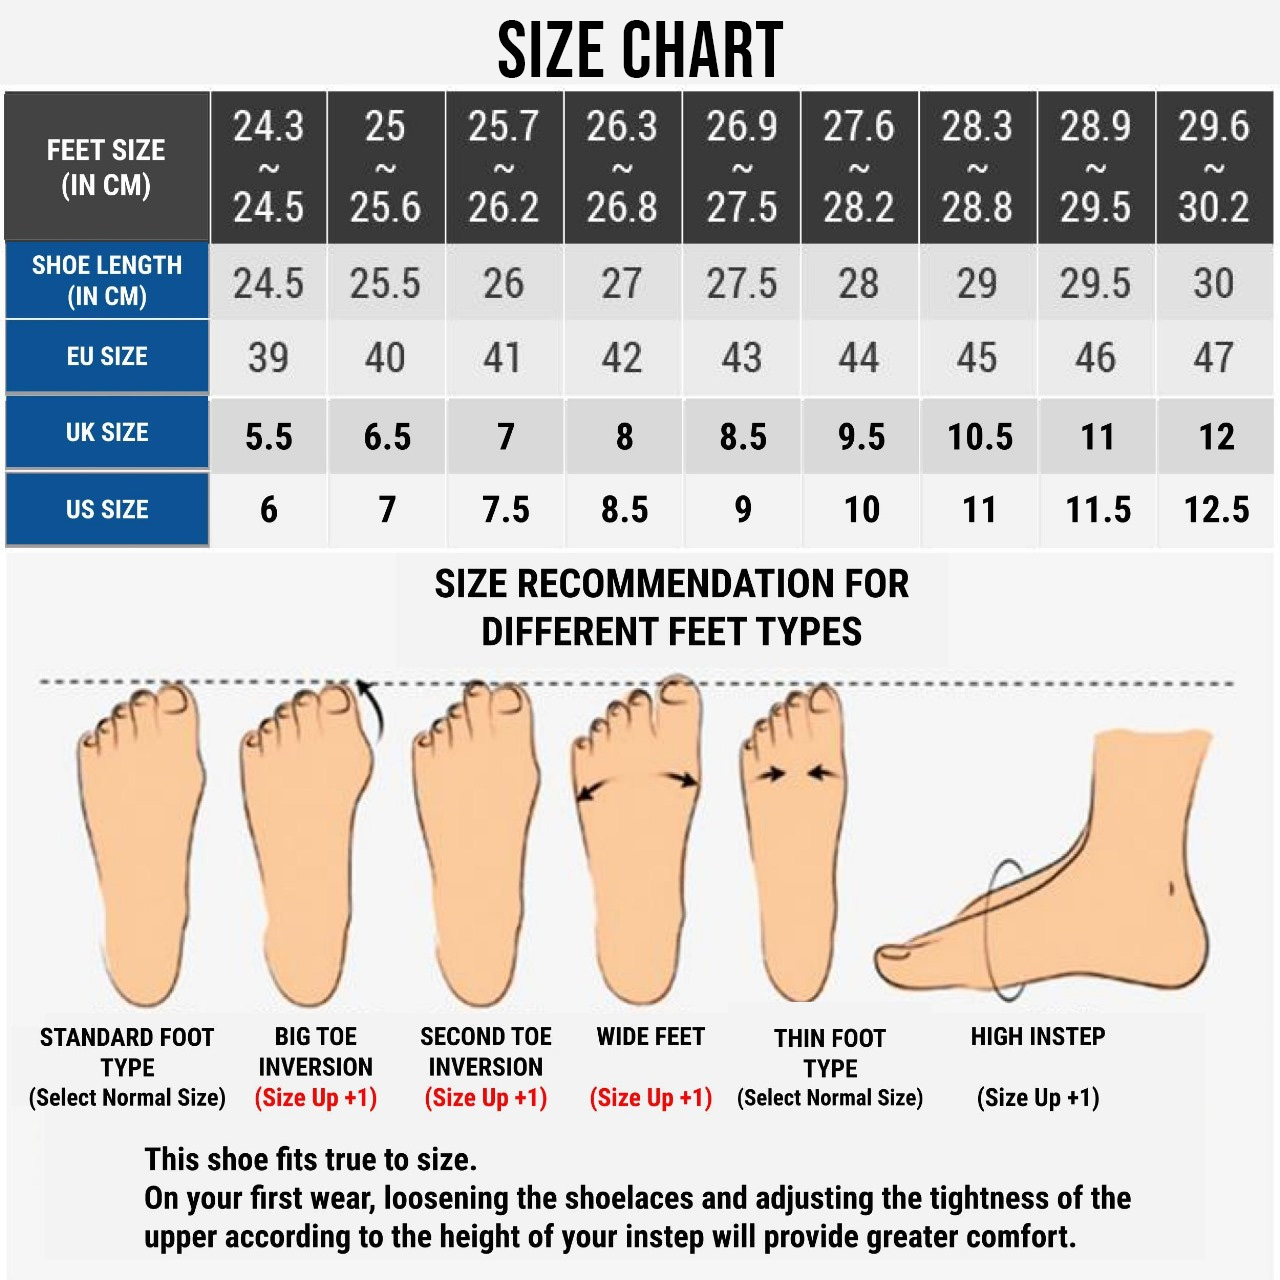 SIZE CHART
FEET SIZE (IN CM) 24.3 ~ 24.5 25 ~ 25.6 25.7 ~ 26.2 26.3 ~ 26.8 26.9 ~ 27.5 27.6 ~ 28.2 28.3 ~ 28.8 28.9 ~ 29.5 29.6 ~ 30.2
SHOE LENGTH (IN CM) 24.5 25.5 26 27 27.5 28 29 29.5 30
EU SIZE 39 40 41 42 43 44 45 46 47
UK SIZE 5.5 6.5 7 8 8.5 9.5 10.5 11 12
US SIZE 6 7 7.5 8.5 9 10 11 11.5 12.5
SIZE RECOMMENDATION FOR
DIFFERENT FEET TYPES
STANDARD FOOT
TYPE
(Select Normal Size)
BIG TOE
INVERSION
(Size Up +1)
SECOND TOE
INVERSION
(Size Up +1)
WIDE FEET
(Size Up +1)
THIN FOOT
TYPE
(Select Normal Size)
HIGH INSTEP
(Size Up +1)
This shoe fits true to size.
On your first wear, loosening the shoelaces and adjusting the tightness of the
upper according to the height of your instep will provide greater comfort.